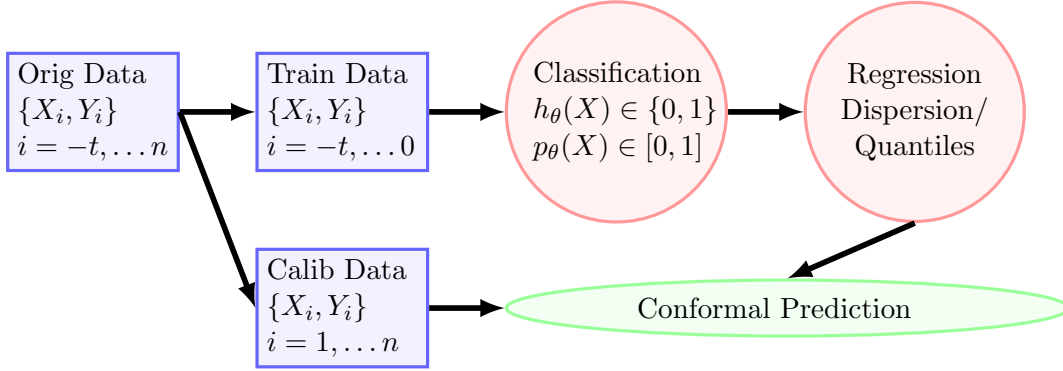 Orig Data
{X_i, Y_i}
i = −t, … n
Train Data
{X_i, Y_i}
i = −t, … 0
Classification
h_θ(X) ∈ {0, 1}
p_θ(X) ∈ [0, 1]
Regression
Dispersion/
Quantiles
Calib Data
{X_i, Y_i}
i = 1, … n
Conformal Prediction